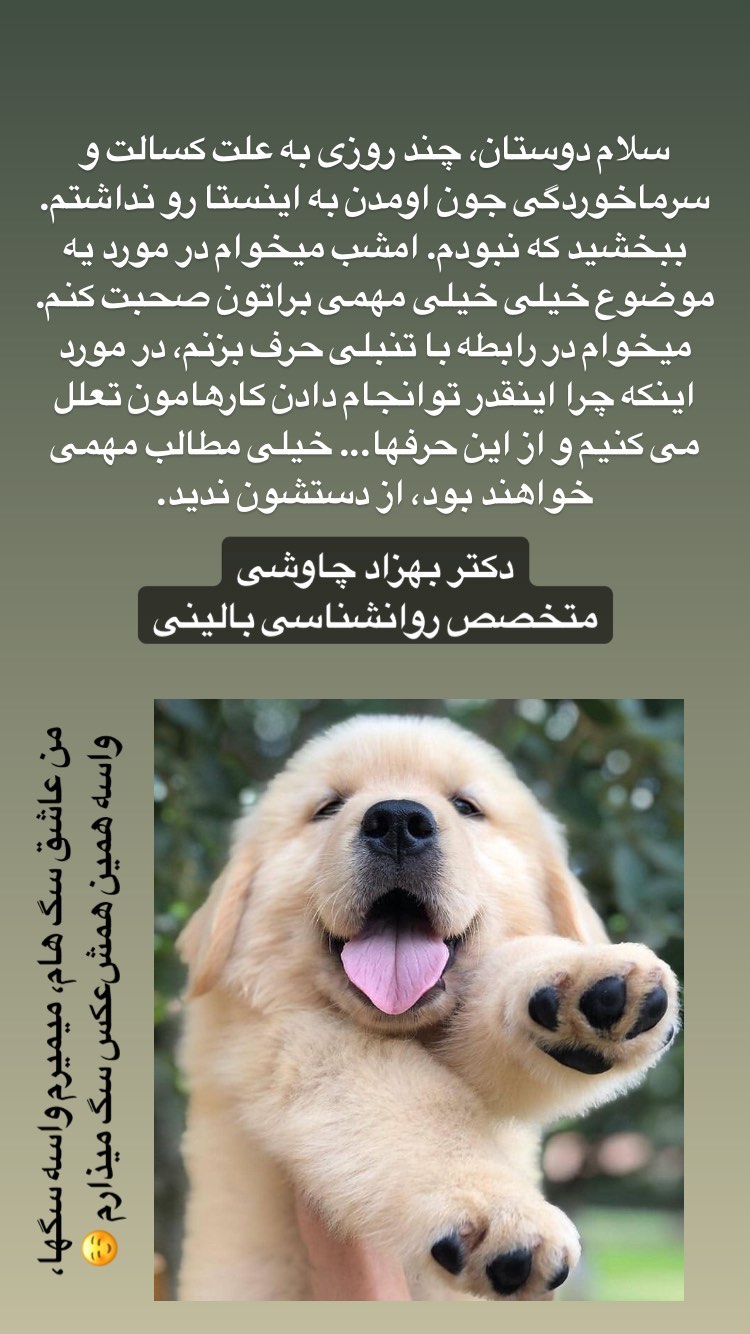 سلام دوستان، چند روزی به علت کسالت و
سرماخوردگی جون اومدن به اینستا رو نداشتم.
ببخشید که نبودم. امشب میخوام در مورد یه
موضوع خیلی خیلی مهمی براتون صحبت کنم.
میخوام در رابطه با تنبلی حرف بزنم، در مورد
اینکه چرا اینقدر توانجام دادن کارهامون تعلل
می کنیم و از این حرفها... خیلی مطالب مهمی
خواهند بود، از دستشون ندید.
دکتر بهزاد چاوشی
متخصص روانشناسی بالینی
من عاشق سگ هام، میمیرم واسه سگها،
واسه همین همش عکس سگ میذارم 😌